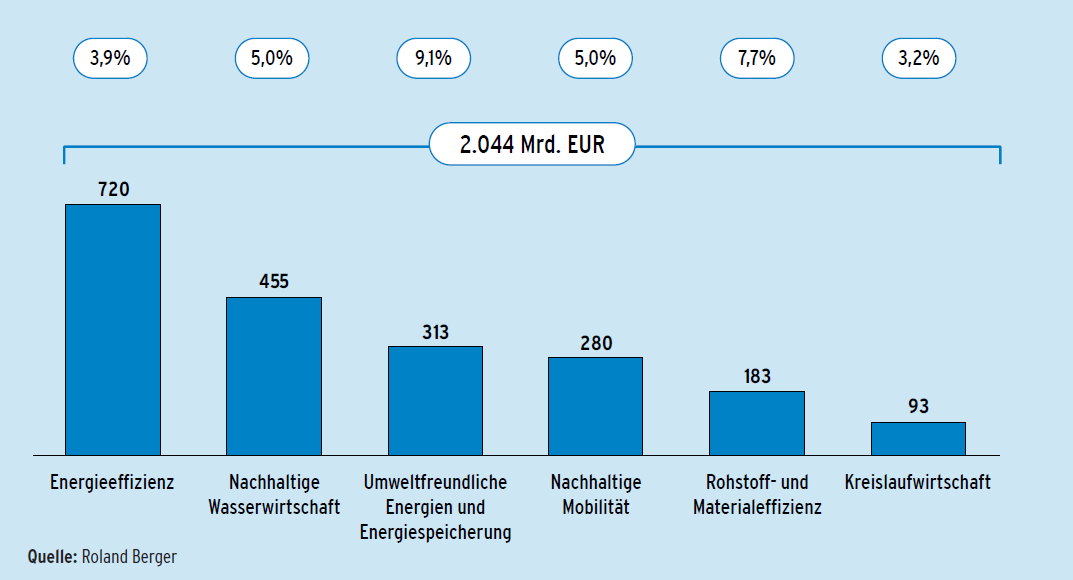 3,9% 5,0% 9,1% 5,0% 7,7% 3,2%
2.044 Mrd. EUR
720
455
313
280
183
93
Energieeffizienz
Nachhaltige
Wasserwirtschaft
Umweltfreundliche
Energien und
Energiespeicherung
Nachhaltige
Mobilität
Rohstoff- und
Materialeffizienz
Kreislaufwirtschaft
Quelle: Roland Berger